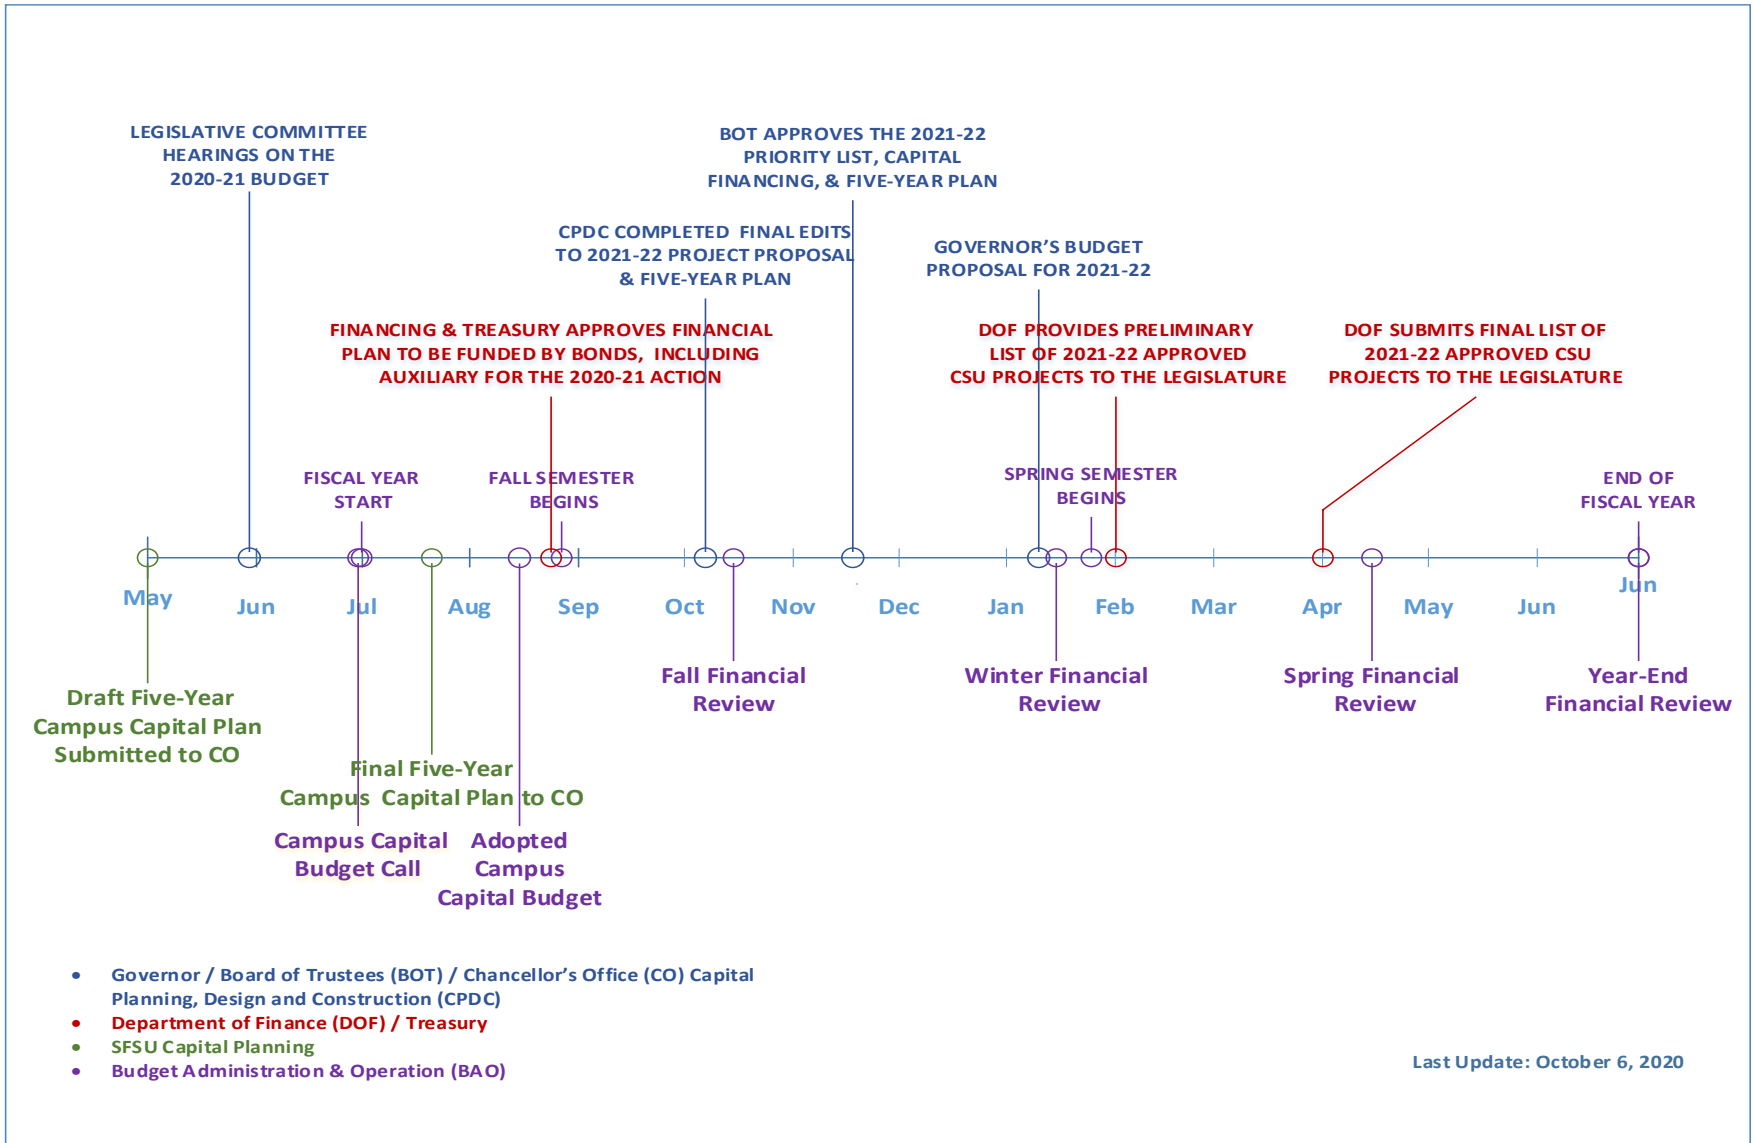 LEGISLATIVE COMMITTEE
HEARINGS ON THE
2020-21 BUDGET
BOT APPROVES THE 2021-22
PRIORITY LIST, CAPITAL
FINANCING, & FIVE-YEAR PLAN
CPDC COMPLETED FINAL EDITS
TO 2021-22 PROJECT PROPOSAL
& FIVE-YEAR PLAN
GOVERNOR’S BUDGET
PROPOSAL FOR 2021-22
FINANCING & TREASURY APPROVES FINANCIAL
PLAN TO BE FUNDED BY BONDS, INCLUDING
AUXILIARY FOR THE 2020-21 ACTION
DOF PROVIDES PRELIMINARY
LIST OF 2021-22 APPROVED
CSU PROJECTS TO THE LEGISLATURE
DOF SUBMITS FINAL LIST OF
2021-22 APPROVED CSU
PROJECTS TO THE LEGISLATURE
FISCAL YEAR
START
FALL SEMESTER
BEGINS
SPRING SEMESTER
BEGINS
END OF
FISCAL YEAR
May
Jun
Jul
Aug
Sep
Oct
Nov
Dec
Jan
Feb
Mar
Apr
May
Jun
Jun
Draft Five-Year
Campus Capital Plan
Submitted to CO
Final Five-Year
Campus Capital Plan to CO
Campus Capital
Budget Call
Adopted
Campus
Capital Budget
Fall Financial
Review
Winter Financial
Review
Spring Financial
Review
Year-End
Financial Review
• Governor / Board of Trustees (BOT) / Chancellor’s Office (CO) Capital
Planning, Design and Construction (CPDC)
• Department of Finance (DOF) / Treasury
• SFSU Capital Planning
• Budget Administration & Operation (BAO)
Last Update: October 6, 2020